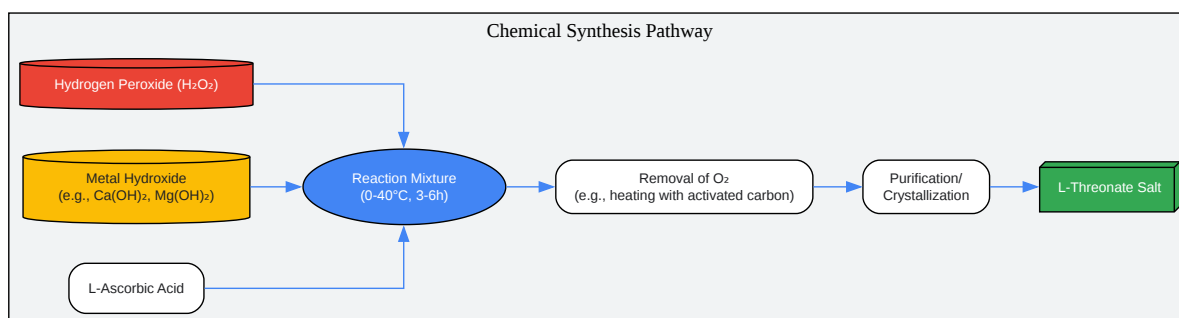 Chemical Synthesis Pathway
Hydrogen Peroxide (H₂O₂)
Metal Hydroxide
(e.g., Ca(OH)₂, Mg(OH)₂)
Reaction Mixture
(0-40°C, 3-6h)
Removal of O₂
(e.g., heating with activated carbon)
Purification/
Crystallization
L-Threonate Salt
L-Ascorbic Acid